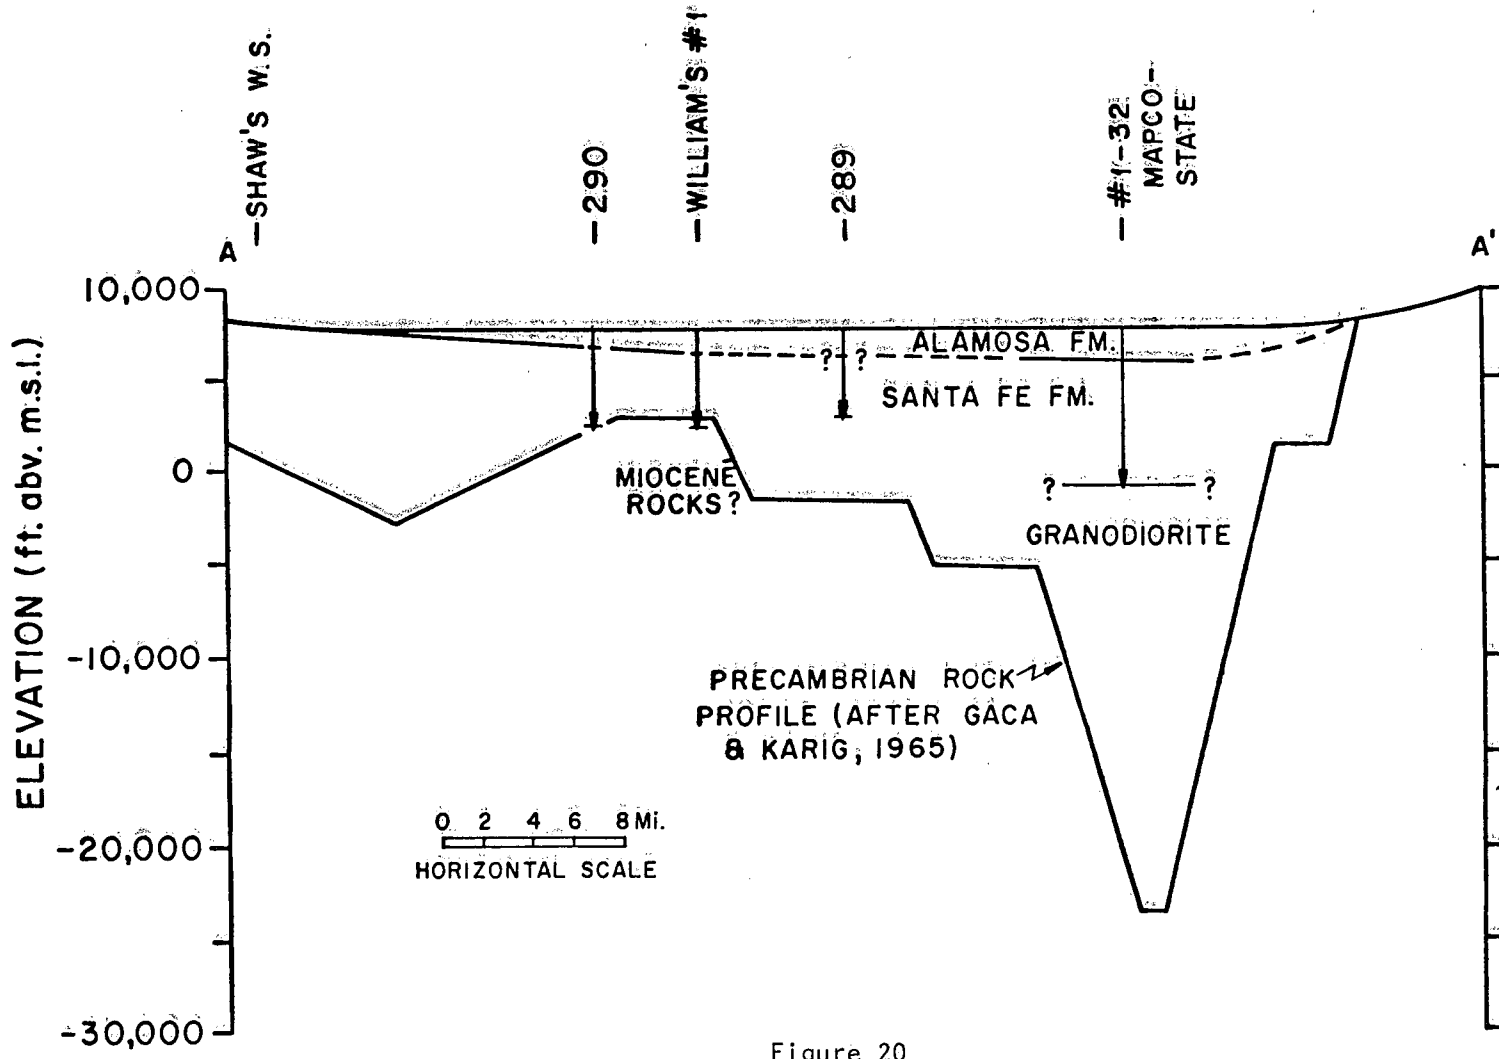 -SHAW'S W.S.
-290
-WILLIAM'S #1
-289
-#1-32
MAPCO-
STATE
A
A'
10,000
0
-10,000
-20,000
-30,000
ELEVATION (ft. abv. m.s.l.)
ALAMOSA FM.
? ?
SANTA FE FM.
MIOCENE
ROCKS?
? ?
GRANODIORITE
PRECAMBRIAN ROCK
PROFILE (AFTER GACA
& KARIG, 1965)
0 2 4 6 8 Mi.
HORIZONTAL SCALE
Figure 20